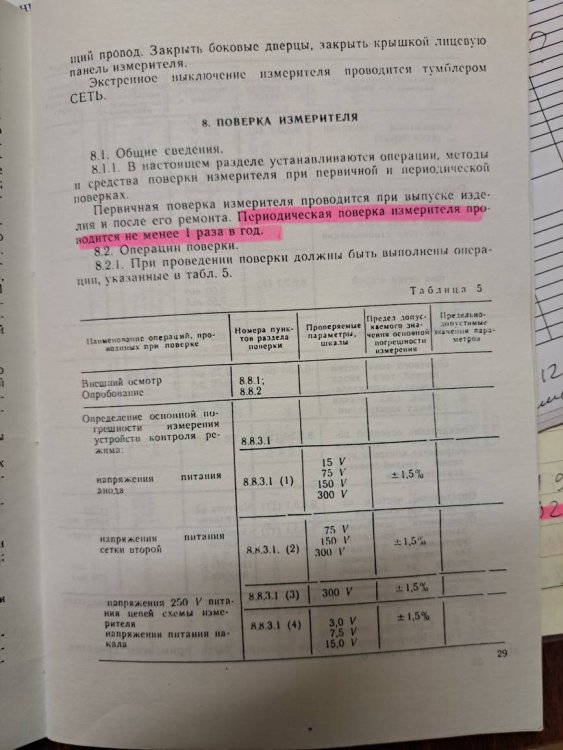 щий провод. Закрыть боковые дверцы, закрыть крышкой лицевую
панель измерителя.
Экстренное выключение измерителя проводится тумблером
СЕТЬ.
8. ПОВЕРКА ИЗМЕРИТЕЛЯ
8.1. Общие сведения.
8.1.1. В настоящем разделе устанавливаются операции, методы
и средства поверки измерителя при первичной и периодической
поверках.
Первичная поверка измерителя проводится при выпуске изде-
лия и после его ремонта. Периодическая поверка измерителя про-
водится не менее 1 раза в год.
8.2. Операции поверки.
8.2.1. При проведении поверки должны быть выполнены опера-
ции, указанные в табл. 5.
Таблица 5
Наименование операций, про-
водимых при поверке
Номера пунк-
тов раздела
поверки
Проверяемые
параметры,
шкалы
Предел допус-
каемого зна-
чения основной
погрешности
измерения
Предельно-
допустимые
значения пара-
метров
Внешний осмотр 8.8.1;
Опробование 8.8.2
Определение основной по-
грешности измерения
устройств контроля ре-
жима: 8.8.3.1
напряжения питания
анода
8.8.3.1 (1)
15 V
75 V
150 V
300 V
±1,5%
напряжения питания
сетки второй
8.8.3.1, (2)
75 V
150 V
300 V
±1,5%
напряжения 250 V пита-
ния цепей схемы изме-
рителя
8.8.3.1 (3)
300 V
±1,5%
напряжения питания на-
кала
8.8.3.1 (4)
3,0 V
7,5 V
15,0 V
±1,5%
29